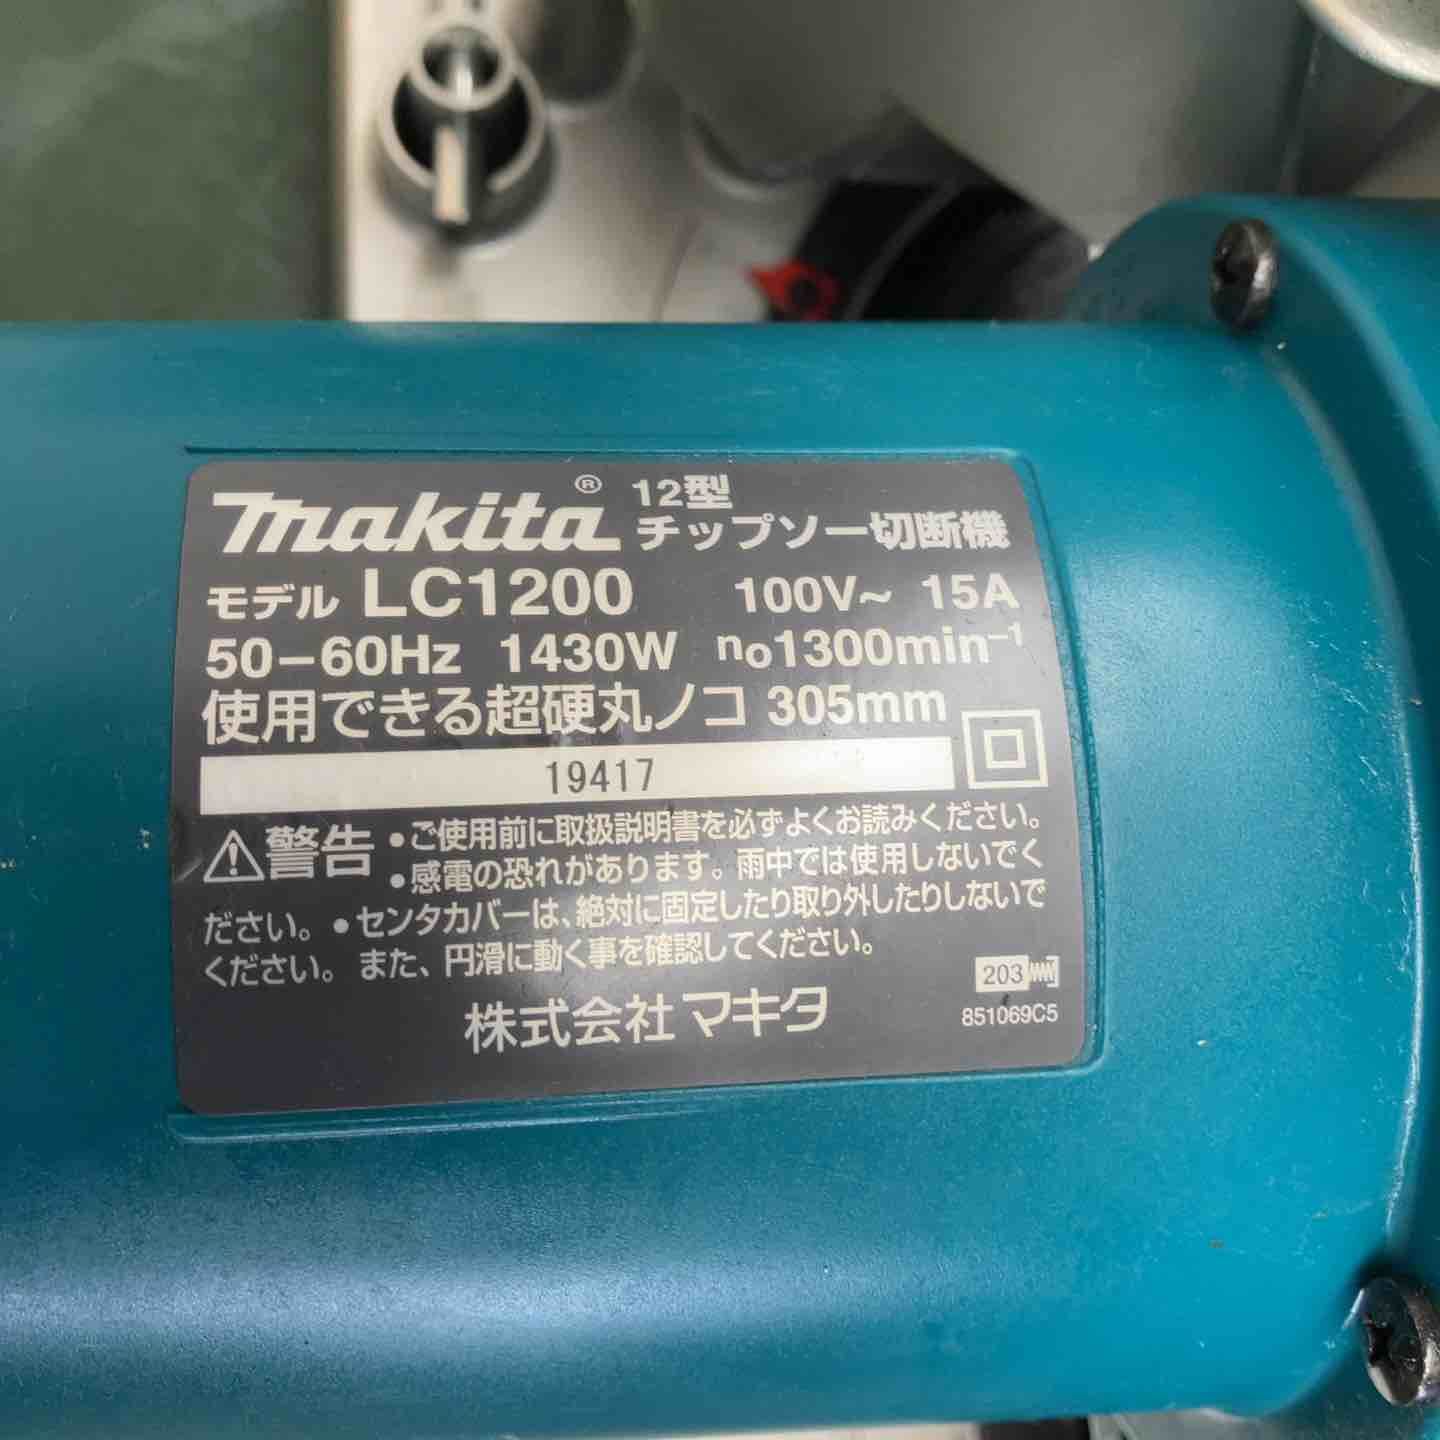 makita® 12型
チップソー切断機
モデル LC1200 100V~ 15A
50-60Hz 1430W no1300min-1
使用できる超硬丸ノコ 305mm
19417
警告 •ご使用前に取扱説明書を必ずよくお読みください。
•感電の恐れがあります。雨中では使用しないでく
ださい。•センタカバーは、絶対に固定したり取り外したりしないで
ください。また、円滑に動く事を確認してください。
株式会社マキタ
203
851069C5